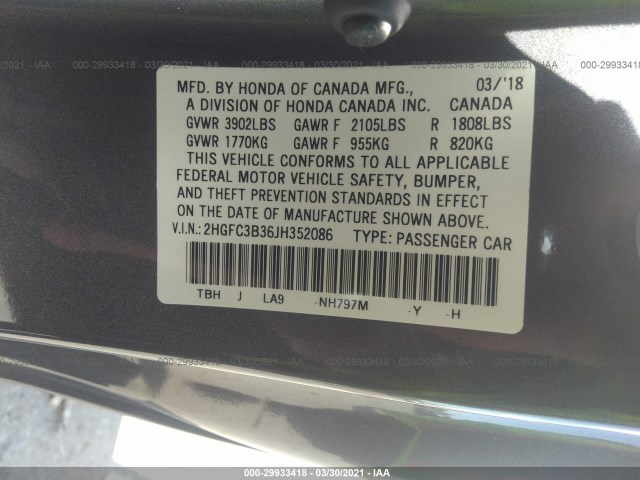 000-29933418 - 03/30/2021 - IAA
MFD. BY HONDA OF CANADA MFG., 03/'18
A DIVISION OF HONDA CANADA INC. CANADA
GVWR 3902LBS GAWR F 2105LBS R 1808LBS
GVWR 1770KG GAWR F 955KG R 820KG
THIS VEHICLE CONFORMS TO ALL APPLICABLE
FEDERAL MOTOR VEHICLE SAFETY, BUMPER,
AND THEFT PREVENTION STANDARDS IN EFFECT
ON THE DATE OF MANUFACTURE SHOWN ABOVE.
V.I.N.: 2HGFC3B36JH352086 TYPE: PASSENGER CAR
TBH J LA9 -NH797M -Y -H
000-29933418 - 03/30/2021 - IAA